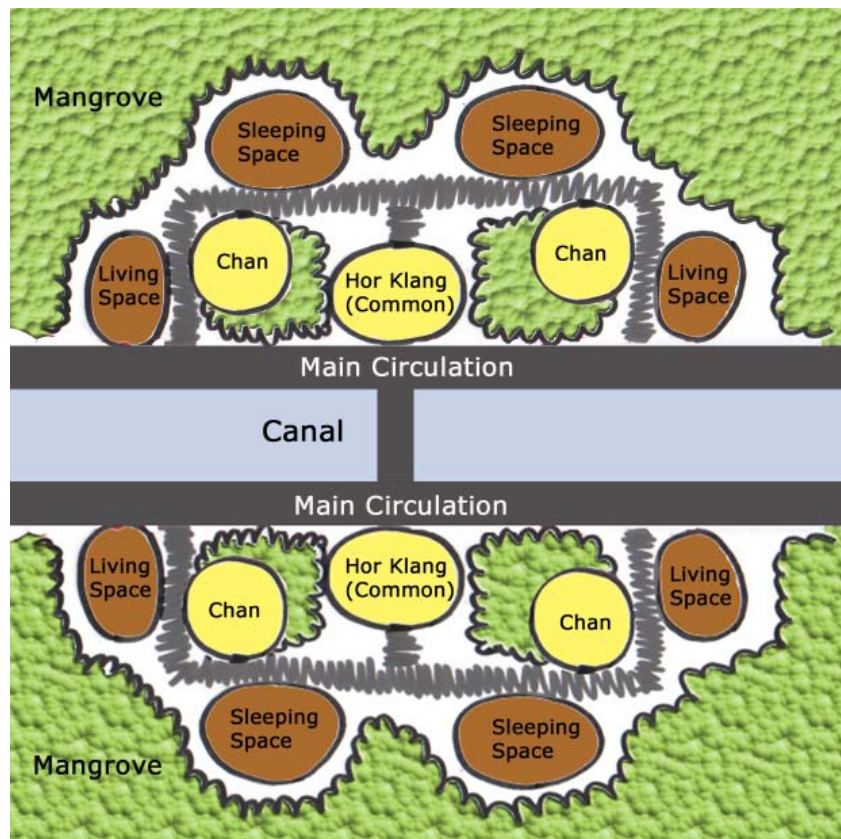 Mangrove
Sleeping
Space
Sleeping
Space
Living
Space
Chan
Hor Klang
(Common)
Chan
Living
Space
Main Circulation
Canal
Main Circulation
Living
Space
Chan
Hor Klang
(Common)
Chan
Living
Space
Sleeping
Space
Sleeping
Space
Mangrove